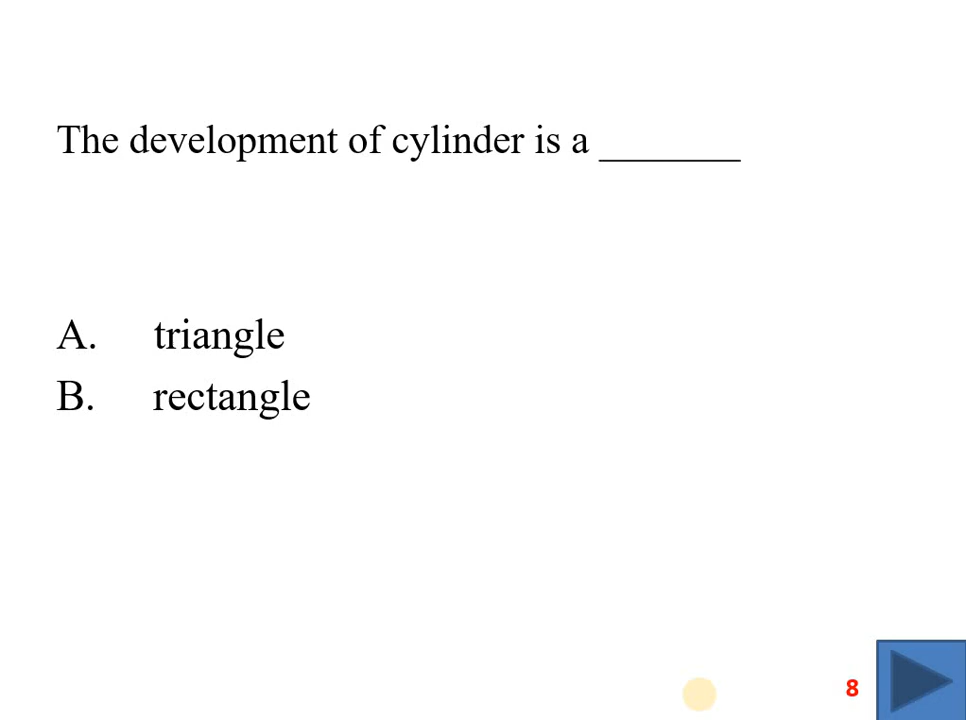 The development of cylinder is a _______
A. triangle
B. rectangle
8